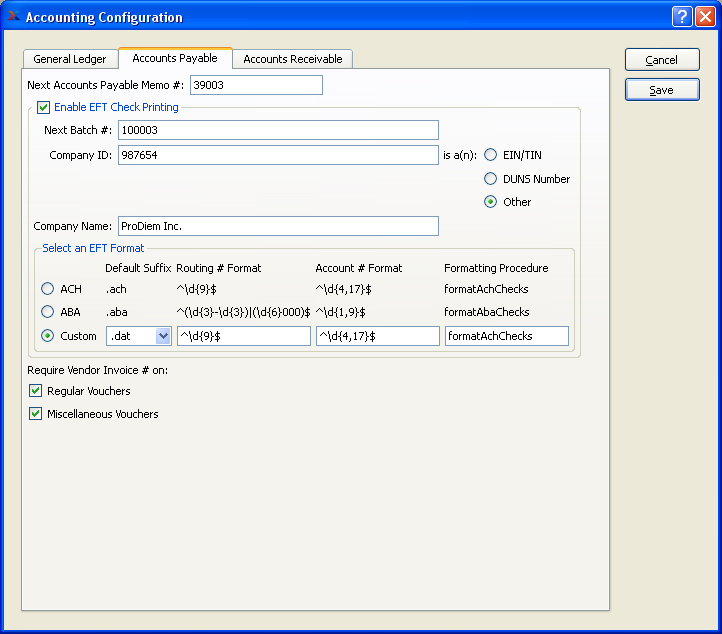 Accounting Configuration
General Ledger Accounts Payable Accounts Receivable
Cancel
Save
Next Accounts Payable Memo #: 39003
Enable EFT Check Printing
Next Batch #: 100003
Company ID: 987654 is a(n): EIN/TIN
DUNS Number
Other
Company Name: ProDiem Inc.
Select an EFT Format
Default Suffix Routing # Format Account # Format Formatting Procedure
ACH .ach ^\d{9}$ ^\d{4,17}$ formatAchChecks
ABA .aba ^(\d{3}-\d{3})|(\d{6}000)$ ^\d{1,9}$ formatAbaChecks
Custom .dat ^\d{9}$ ^\d{4,17}$ formatAchChecks
Require Vendor Invoice # on:
Regular Vouchers
Miscellaneous Vouchers